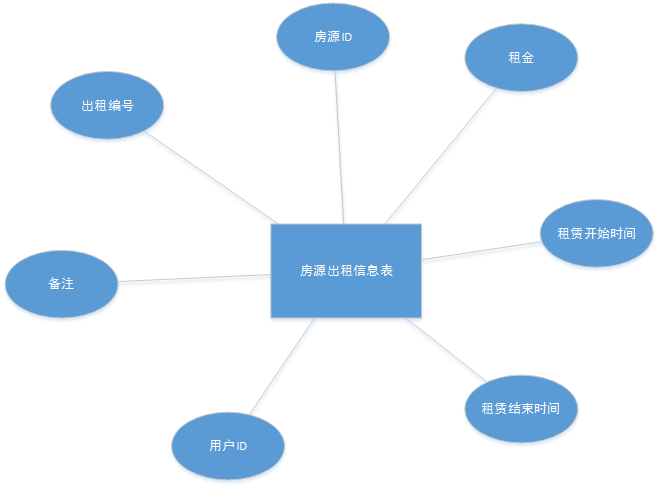 房源ID
租金
出租编号
租赁开始时间
房源出租信息表
备注
租赁结束时间
用户ID